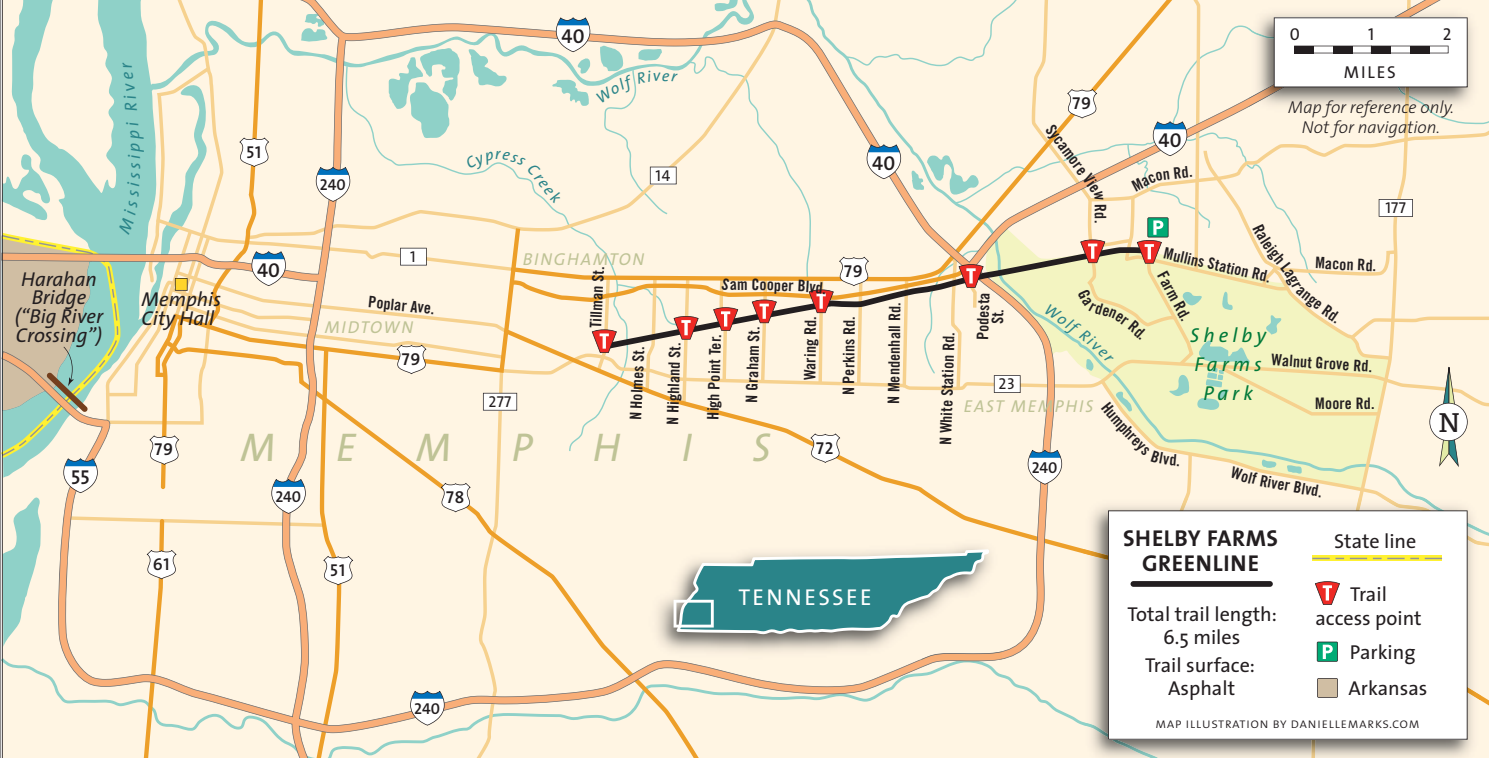 0 1 2
MILES
Map for reference only.
Not for navigation.
Mississippi River
Wolf River
40
79
Sycamore View Rd.
40
51
Cypress
Creek
40
Macon Rd.
14
240
177
P
T
T
1
BINGHAMTON
Mullins Station Rd.
Raleigh Lagrange Rd.
Macon Rd.
40
79
T
Harahan
Bridge
(“Big River
Crossing”)
Memphis
City Hall
Poplar Ave.
MIDTOWN
Tillman St.
Sam Cooper Blvd.
T
T
T
T
T
T
Podesta
St.
Farm Rd.
Gardener Rd.
Wolf River
Shelby
Farms
Park
79
N Holmes St.
N Highland St.
High Point Ter.
N Graham St.
Waring Rd.
N Perkins Rd.
N Mendenhall Rd.
N White Station Rd.
Walnut Grove Rd.
23
277
EAST MEMPHIS
Moore Rd.
N
Humphreys Blvd.
MEMPHIS
79
72
55
240
240
78
Wolf River Blvd.
61
51
TENNESSEE
240
SHELBY FARMS
GREENLINE
Total trail length:
6.5 miles
Trail surface:
Asphalt
State line
T Trail
access point
P Parking
Arkansas
MAP ILLUSTRATION BY DANIELLEMARKS.COM